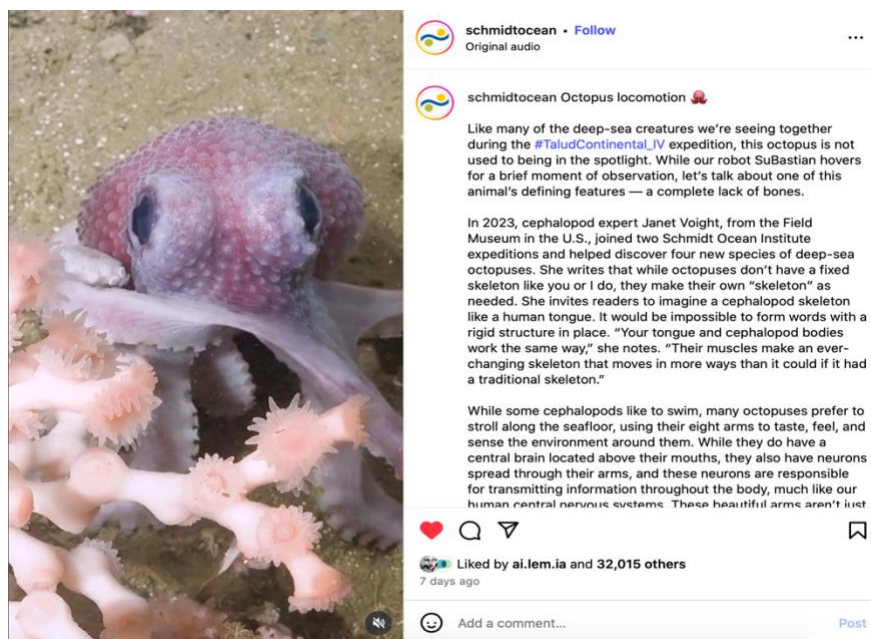 schmidtocean • Follow
Original audio
schmidtocean Octopus locomotion 🐙
Like many of the deep-sea creatures we’re seeing together
during the #TaludContinental_IV expedition, this octopus is not
used to being in the spotlight. While our robot SuBastian hovers
for a brief moment of observation, let’s talk about one of this
animal’s defining features — a complete lack of bones.
In 2023, cephalopod expert Janet Voight, from the Field
Museum in the U.S., joined two Schmidt Ocean Institute
expeditions and helped discover four new species of deep-sea
octopuses. She writes that while octopuses don’t have a fixed
skeleton like you or I do, they make their own “skeleton” as
needed. She invites readers to imagine a cephalopod skeleton
like a human tongue. It would be impossible to form words with a
rigid structure in place. “Your tongue and cephalopod bodies
work the same way,” she notes. “Their muscles make an ever-
changing skeleton that moves in more ways than it could if it had
a traditional skeleton.”
While some cephalopods like to swim, many octopuses prefer to
stroll along the seafloor, using their eight arms to taste, feel, and
sense the environment around them. While they do have a
central brain located above their mouths, they also have neurons
spread through their arms, and these neurons are responsible
for transmitting information throughout the body, much like our
human central nervous systems. These beautiful arms aren’t just
Liked by ai.lem.ia and 32,015 others
7 days ago
Add a comment...
Post